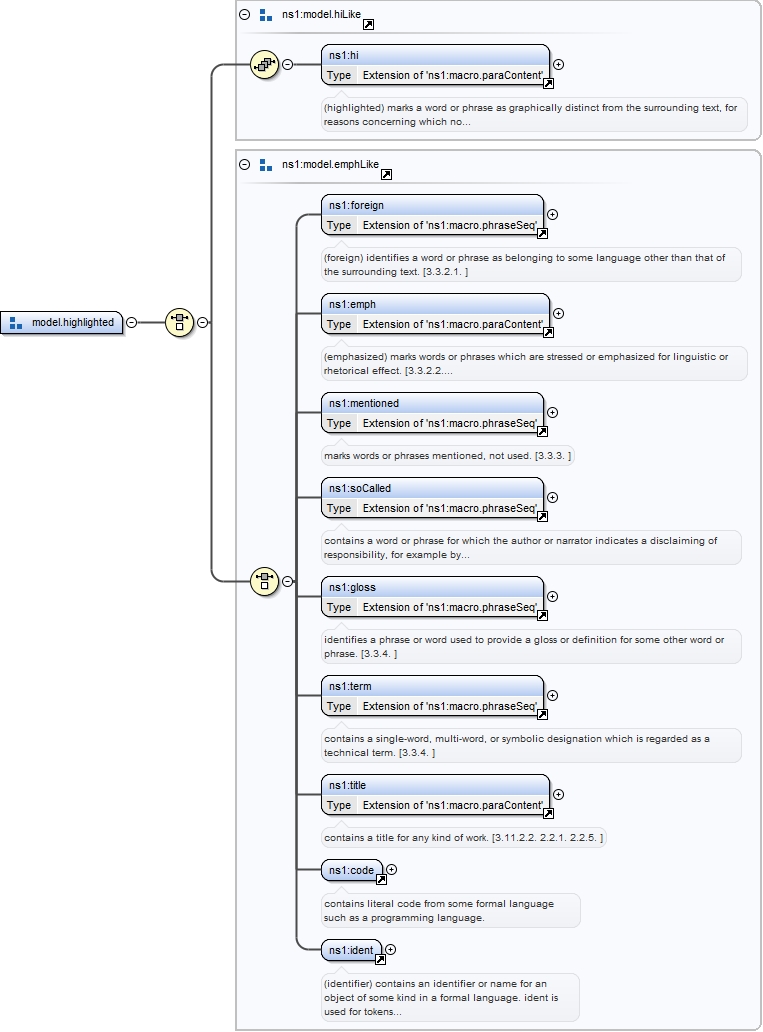 ns1:model.hiLike
ns1:hi
Type Extension of 'ns1:macro.paraContent'
(highlighted) marks a word or phrase as graphically distinct from the surrounding text, for
reasons concerning which no...
ns1:model.emphLike
ns1:foreign
Type Extension of 'ns1:macro.phraseSeq'
(foreign) identifies a word or phrase as belonging to some language other than that of
the surrounding text. [3.3.2.1. ]
ns1:emph
Type Extension of 'ns1:macro.paraContent'
model.highlighted
(emphasized) marks words or phrases which are stressed or emphasized for linguistic or
rhetorical effect. [3.3.2.2....
ns1:mentioned
Type Extension of 'ns1:macro.phraseSeq'
marks words or phrases mentioned, not used. [3.3.3. ]
ns1:soCalled
Type Extension of 'ns1:macro.phraseSeq'
contains a word or phrase for which the author or narrator indicates a disclaiming of
responsibility, for example by...
ns1:gloss
Type Extension of 'ns1:macro.phraseSeq'
identifies a phrase or word used to provide a gloss or definition for some other word or
phrase. [3.3.4. ]
ns1:term
Type Extension of 'ns1:macro.phraseSeq'
contains a single-word, multi-word, or symbolic designation which is regarded as a
technical term. [3.3.4. ]
ns1:title
Type Extension of 'ns1:macro.paraContent'
contains a title for any kind of work. [3.11.2.2. 2.2.1. 2.2.5. ]
ns1:code
contains literal code from some formal language
such as a programming language.
ns1:ident
(identifier) contains an identifier or name for an
object of some kind in a formal language. ident is
used for tokens...